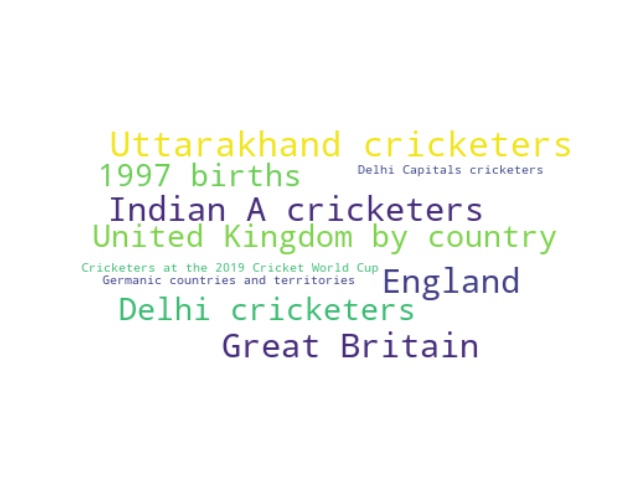 Uttarakhand cricketers
1997 births
Delhi Capitals cricketers
Indian A cricketers
United Kingdom by country
Cricketers at the 2019 Cricket World Cup
Germanic countries and territories
England
Delhi cricketers
Great Britain